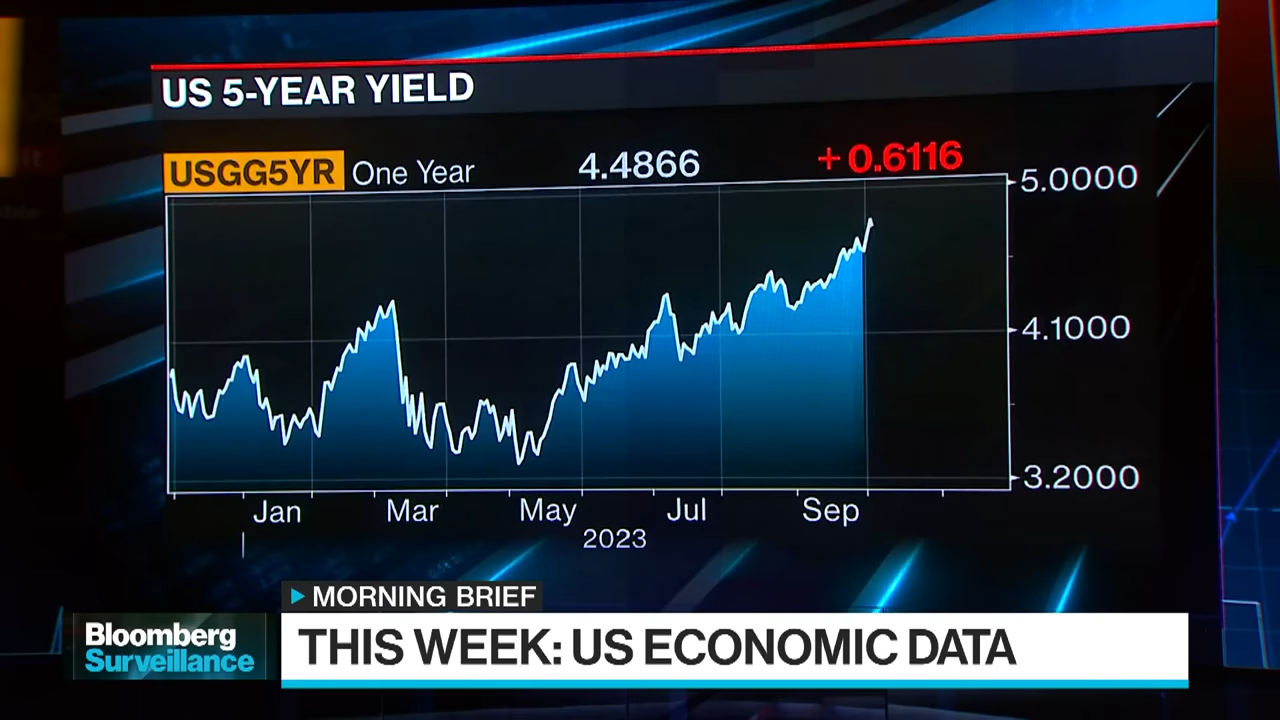 US 5-YEAR YIELD
USGG5YR One Year 4.4866 +0.6116
5.0000
4.1000
3.2000
Jan Mar May Jul Sep
2023
MORNING BRIEF
Bloomberg
Surveillance
THIS WEEK: US ECONOMIC DATA